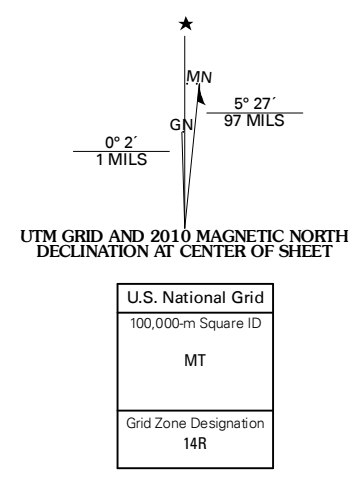 MN
5° 27´
97 MILS
GN
0° 2´
1 MILS
UTM GRID AND 2010 MAGNETIC NORTH
DECLINATION AT CENTER OF SHEET
U.S. National Grid
100,000-m Square ID
MT
Grid Zone Designation
14R